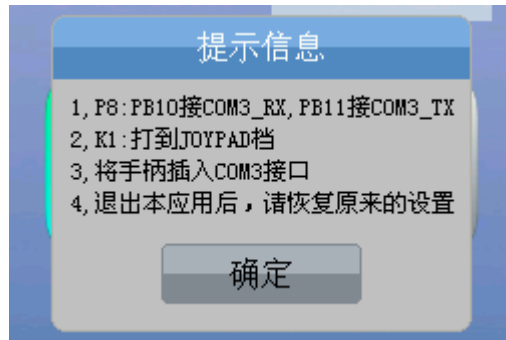 提示信息
1,P8:PB10接COM3_RX,PB11接COM3_TX
2,K1:打到JOYPAD档
3,将手柄插入COM3接口
4,退出本应用后，请恢复原来的设置
确定